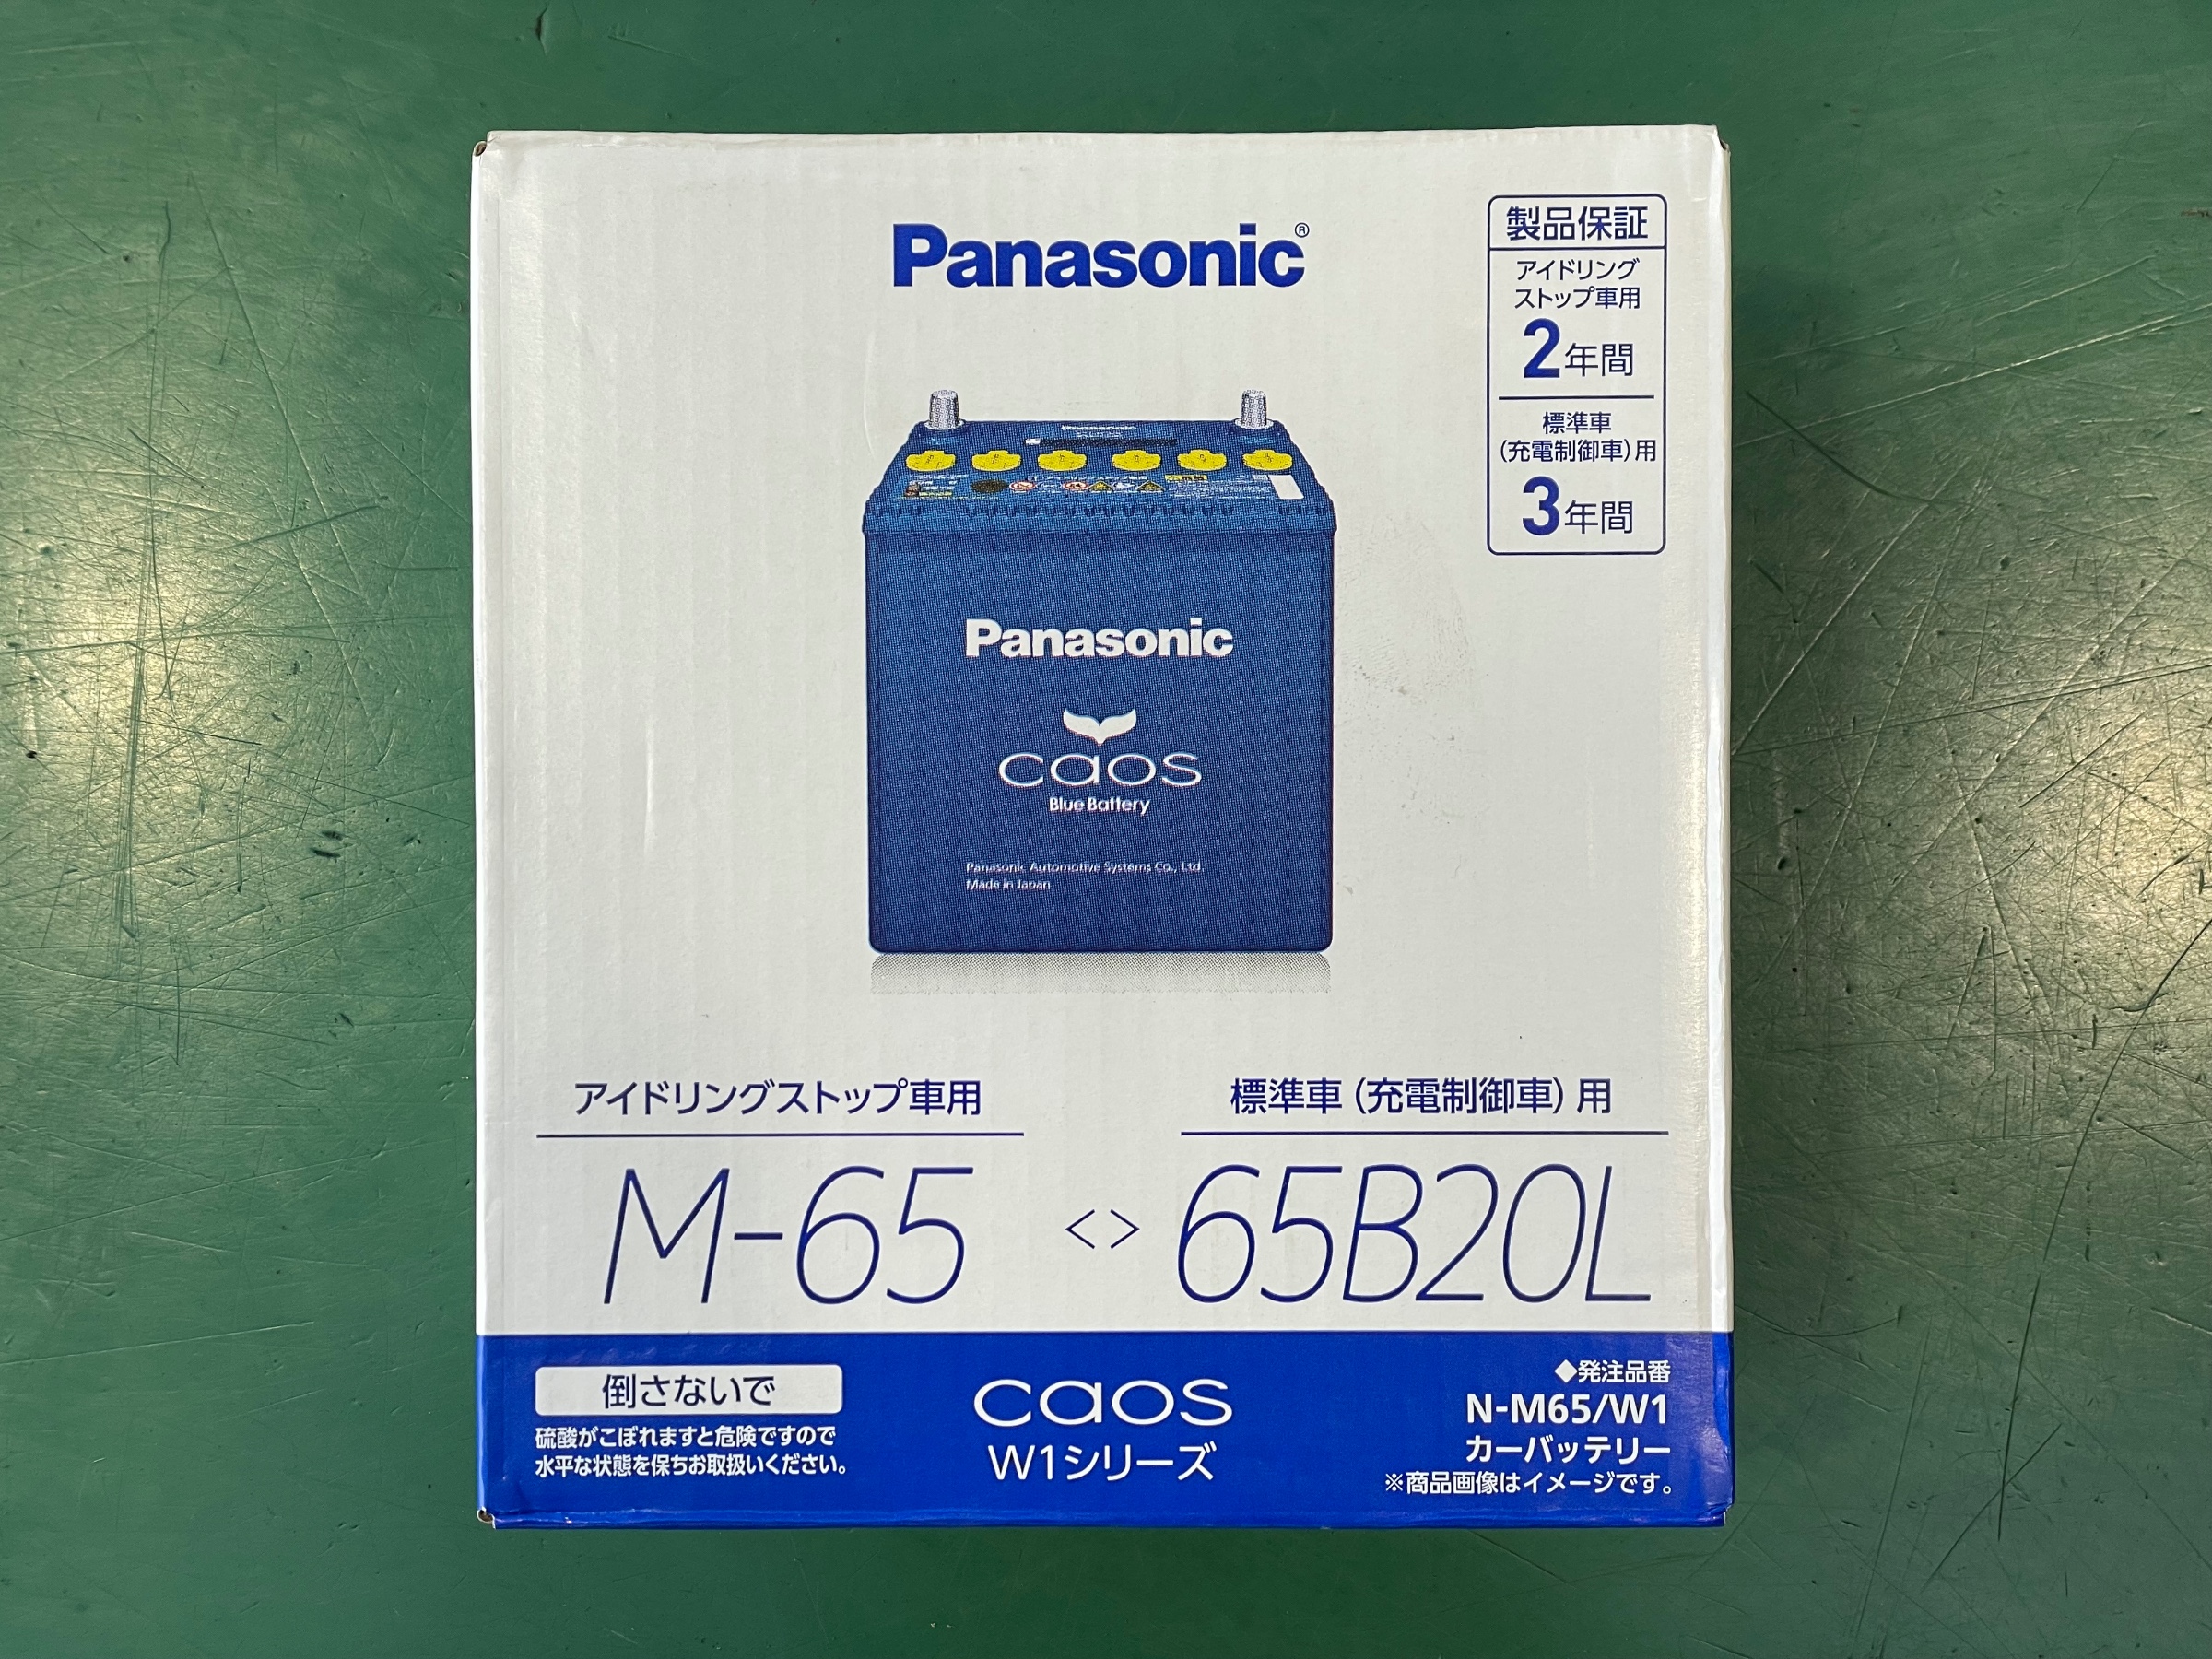 Panasonic®
製品保証
アイドリング
ストップ車用
2年間
標準車
(充電制御車)用
3年間
Panasonic
Panasonic
caos
Blue Battery
Panasonic Automotive Systems Co., Ltd.
Made in Japan
アイドリングストップ車用
標準車(充電制御車)用
M-65 <> 65B20L
倒さないで
硫酸がこぼれますと危険ですので
水平な状態を保ちお取扱いください。
caos
W1シリーズ
◆発注品番
N-M65/W1
カーバッテリー
※商品画像はイメージです。